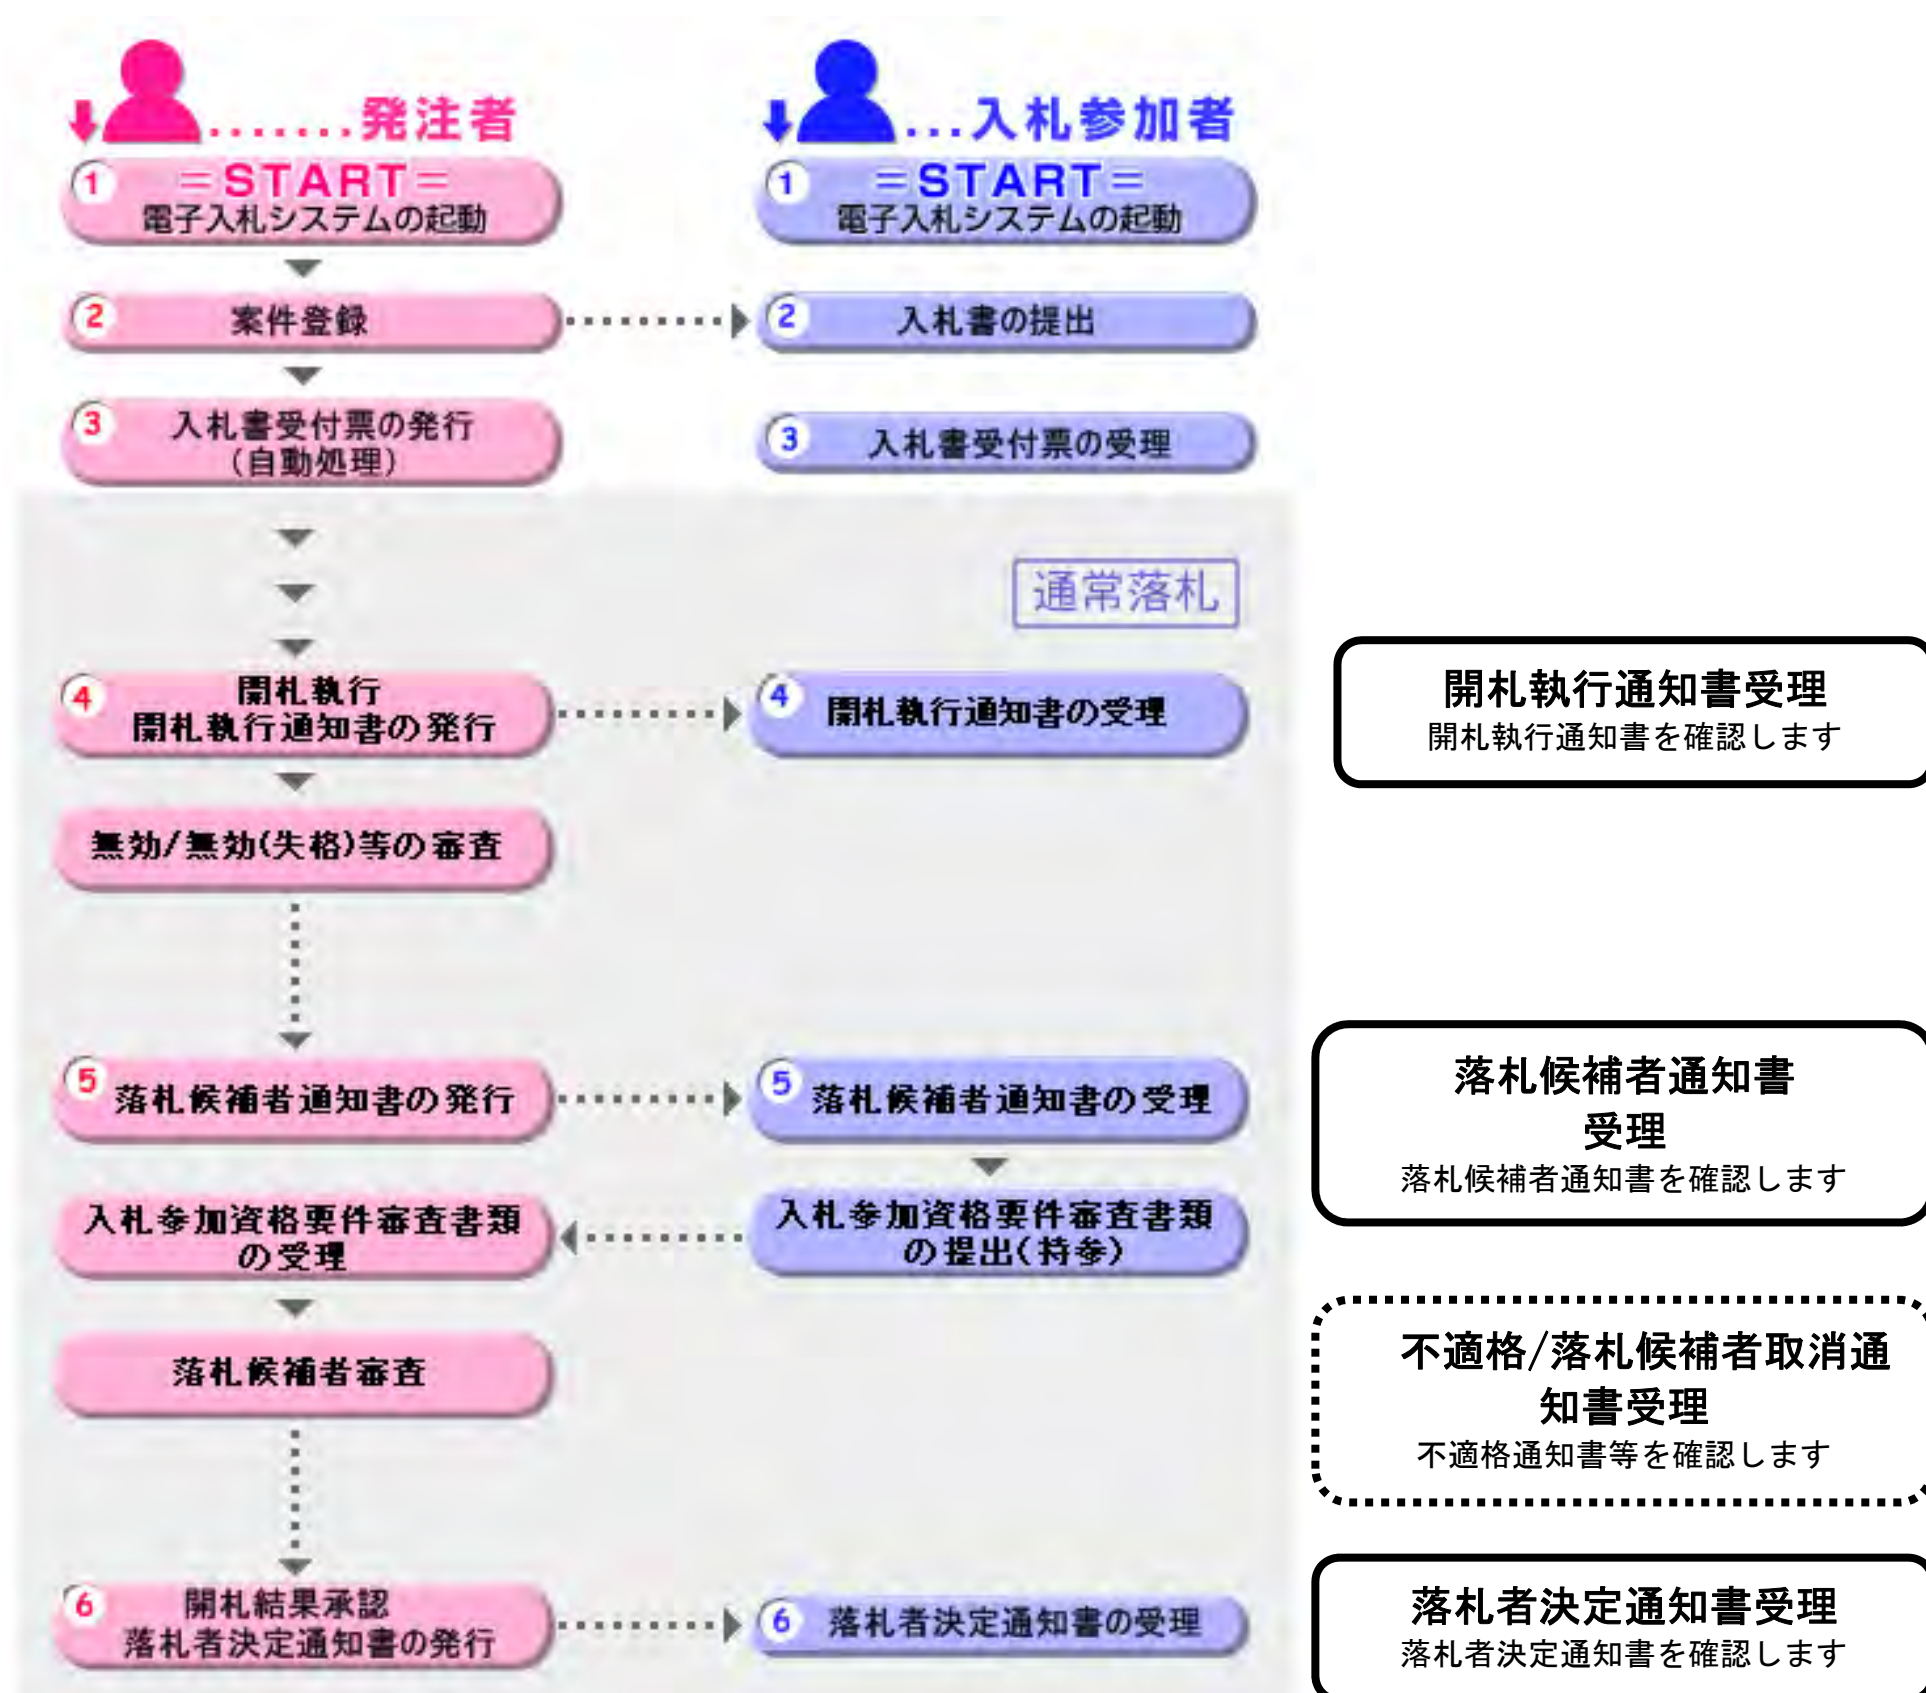 .......発注者
...入札参加者
1
=START=
電子入札システムの起動
1
=START=
電子入札システムの起動
2
案件登録
2
入札書の提出
3
入札書受付票の発行
(自動処理)
3
入札書受付票の受理
通常落札
4
開札執行
開札執行通知書の発行
4
開札執行通知書の受理
開札執行通知書受理
開札執行通知書を確認します
無効/無効(失格)等の審査
5
落札候補者通知書の発行
5
落札候補者通知書の受理
落札候補者通知書
受理
落札候補者通知書を確認します
入札参加資格要件審査書類
の受理
入札参加資格要件審査書類
の提出(持参)
落札候補者審査
不適格/落札候補者取消通
知書受理
不適格通知書等を確認します
6
開札結果承認
落札者決定通知書の発行
6
落札者決定通知書の受理
落札者決定通知書受理
落札者決定通知書を確認します